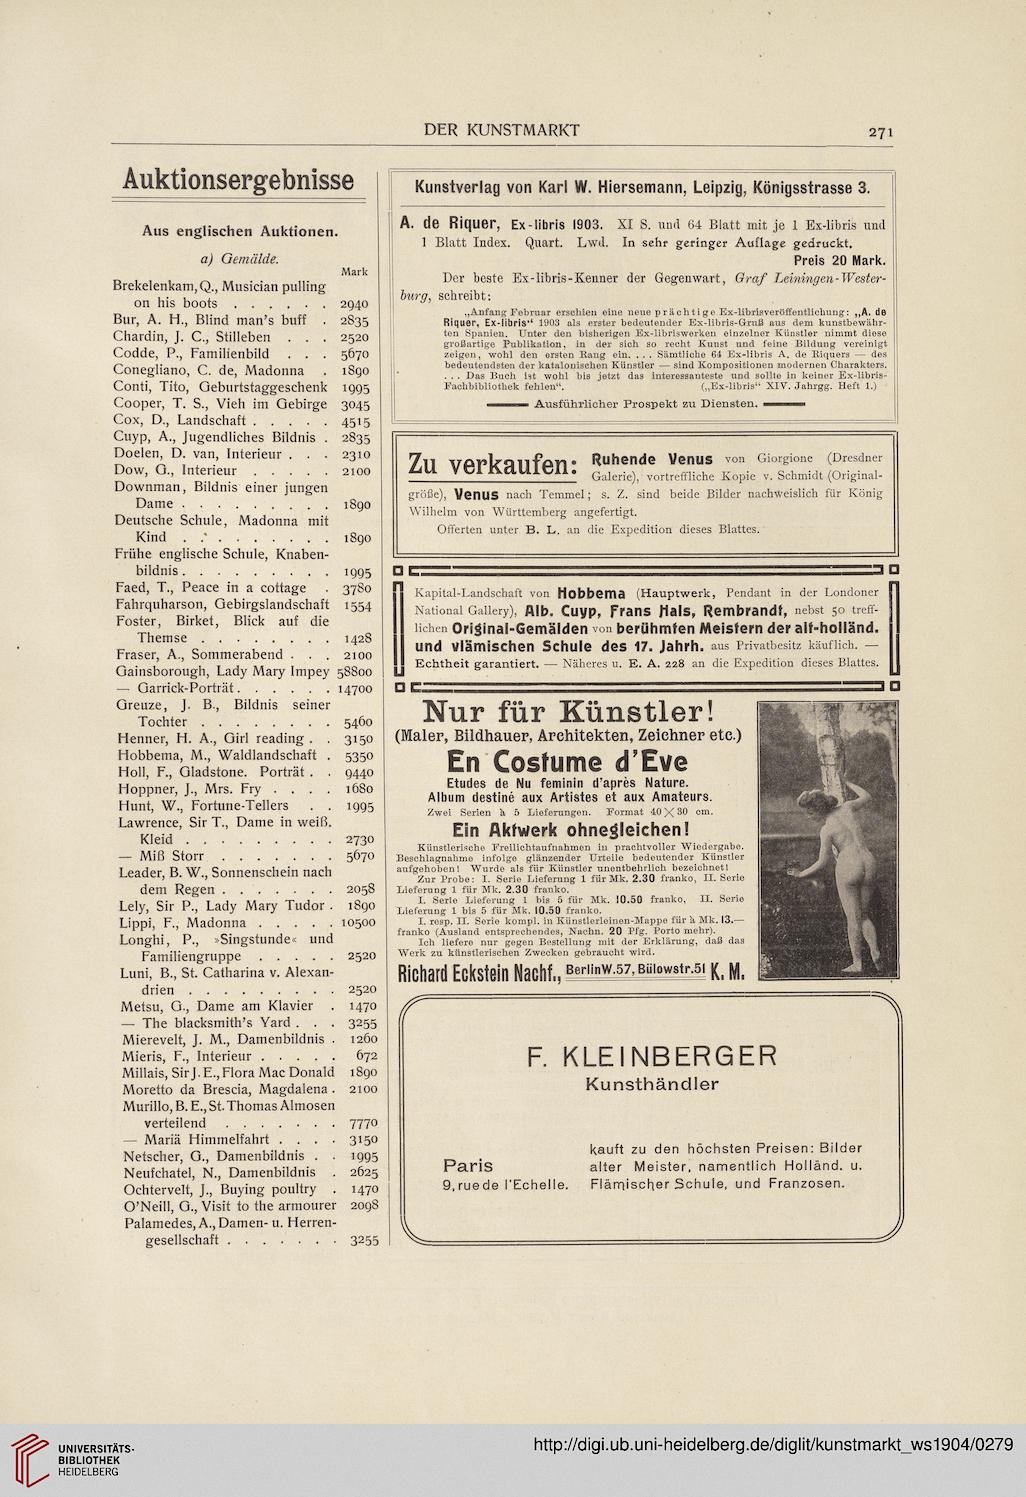 DER KUNSTMARKT
271
Auktionsergebnisse
Aus englischen Auktionen.
a) Gemälde.
Mark
Brekelenkam, Q., Musician pulling
on his boots . . . . . . 2940
Bur, A. H., Blind man's buff . 2835
Chardin, J. C., Stilleben . . . 2520
Codde, P., Familienbild . . . 5670
Conegliano, C. de, Madonna . 1890
Conti, Tito, Geburtstaggeschenk 1995
Cooper, T. S., Vieh im Gebirge 3045
Cox, D., Landschaft . . . . . 4515
Cuyp, A., Jugendliches Bildnis . 2835
Doelen, D. van, Interieur . . . 2310
Dow, G., Interieur . . . . . 2100
Downman, Bildnis einer jungen
Dame . . . . . . . . . 1890
Deutsche Schule, Madonna mit
Kind . . . . . . . . . 1890
Frühe englische Schule, Knaben-
bildnis . . . . . . . . . 1995
Faed, T., Peace in a cottage . 3780
Fahrquharson, Gebirgslandschaft 1554
Foster, Birket, Blick auf die
Themse . . . . . . . . 1428
Fraser, A., Sommerabend . . . 2100
Gainsborough, Lady Mary Impey 58800
— Garrick-Porträt . . . . . . 14700
Greuze, J. B., Bildnis seiner
Tochter . . . . . . . . 5460
Henner, H. A., Girl reading . . 3150
Hobbema, M., Waldlandschaft . 5350
Holl, F., Gladstone. Porträt . . 9440
Hoppner, J., Mrs. Fry . . . . 1680
Hunt, W., Fortune-Tellers . . 1995
Lawrence, Sir T., Dame in weiß.
Kleid . . . . . . . . . 2730
— Miß Storr . . . . . . . 5670
Leader, B. W., Sonnenschein nach
dem Regen . . . . . . . 2058
Lely, Sir P., Lady Mary Tudor . 1890
Lippi, F., Madonna . . . . . 10500
Longhi, P., »Singstunde« und
Familiengruppe . . . . . 2520
Luni, B., St. Catharina v. Alexan-
drien . . . . . . . . . 2520
Metsu, G., Dame am Klavier . 1470
— The blacksmith's Yard . . . 3255
Mierevelt, J. M., Damenbildnis . 1260
Mieris, F., Interieur . . . . . 672
Millais, Sir J. E., Flora Mac Donald 1890
Moretto da Brescia, Magdalena . 2100
Murillo, B. E., St. Thomas Almosen
verteilend . . . . . . . 7770
— Mariä Himmelfahrt . . . . 3150
Netscher, G., Damenbildnis . . 1995
Neufchatel, N., Damenbildnis . 2625
Ochtervelt, J., Buying poultry . 1470
O'Neill, G., Visit to the armourer 2098
Palamedes, A., Damen- u. Herren-
gesellschaft . . . . . . . 3255
Kunstverlag von Karl W. Hiersemann, Leipzig, Königsstrasse 3.
A. de Riquer, Ex-libris 1903. XI S. und 64 Blatt mit je 1 Ex-libris und
1 Blatt Index. Quart. Lwd. In sehr geringer Auflage gedruckt.
Preis 20 Mark.
Der beste Ex-libris-Kenner der Gegenwart, Graf Leiningen-Wester-
burg, schreibt:
„Anfang Februar erschien eine neue prächtige Ex-librisveröffentlichung: „A. de
Riquer, Ex-libris“ 1903 als erster bedeutender Ex-libris-Gruß aus dem kunstbewähr-
ten Spanien. Unter den bisherigen Ex-libriswerken einzelner Künstler nimmt diese
großartige Publikation, in der sich so recht Kunst und feine Bildung vereinigt
zeigen, wohl den ersten Rang ein. . . . Sämtliche 64 Ex-libris A. de Riquers — des
bedeutendsten der katalonischen Künstler — sind Kompositionen modernen Charakters.
. . . Das Buch ist wohl bis jetzt das interessanteste und sollte in keiner Ex-libris-
Fachbibliothek fehlen“. („Ex-libris“ XIV. Jahrgg. Heft 1.)
Ausführlicher Prospekt zu Diensten.
Zu verkaufen: Ruhende Venus von Giorgione (Dresdner
Galerie), vortreffliche Kopie v. Schmidt (Original-
größe), Venus nach Temmel; s. Z. sind beide Bilder nachweislich für König
Wilhelm von Württemberg angefertigt.
Offerten unter B. L. an die Expedition dieses Blattes.
Kapital-Landschaft von Hobbema (Hauptwerk, Pendant in der Londoner
National Gallery), Alb. Cuyp, Frans Hals, Rembrandt, nebst 50 treff-
lichen Original-Gemälden von berühmten Meistern der alt-holländ.
und vlämischen Schule des 17. Jahrh. aus Privatbesitz käuflich. —
Echtheit garantiert. — Näheres u. E. A. 228 an die Expedition dieses Blattes.
Nur für Künstler!
(Maler, Bildhauer, Architekten, Zeichner etc.)
En Costume d'Eve
Etudes de Nu feminin d'après Nature.
Album destiné aux Artistes et aux Amateurs.
Zwei Serien à 5 Lieferungen. Format 40 × 30 cm.
Ein Aktwerk ohnegleichen!
Künstlerische Freilichtaufnahmen in prachtvoller Wiedergabe.
Beschlagnahme infolge glänzender Urteile bedeutender Künstler
aufgehoben! Wurde als für Künstler unentbehrlich bezeichnet!
Zur Probe: I. Serie Lieferung 1 für Mk. 2.30 franko, II. Serie
Lieferung 1 für Mk. 2.30 franko.
I. Serie Lieferung 1 bis 5 für Mk. 10.50 franko, II. Serie
Lieferung 1 bis 5 für Mk. 10.50 franko.
I. resp. II. Serie kompl. in Künstlerleinen-Mappe für à Mk. 13.—
franko (Ausland entsprechendes, Nachn. 20 Pfg. Porto mehr).
Ich liefere nur gegen Bestellung mit der Erklärung, daß das
Werk zu künstlerischen Zwecken gebraucht wird.
Richard Eckstein Nachf., Berlin W. 57, Bülowstr. 51 K. M.
F. KLEINBERGER
Kunsthändler
Paris
9, rue de l'Echelle.
kauft zu den höchsten Preisen: Bilder
alter Meister, namentlich Holländ. u.
Flämischer Schule, und Franzosen.
UNIVERSITÄTS-
BIBLIOTHEK
HEIDELBERG
http://digi.ub.uni-heidelberg.de/diglit/kunstmarkt_ws1904/0279